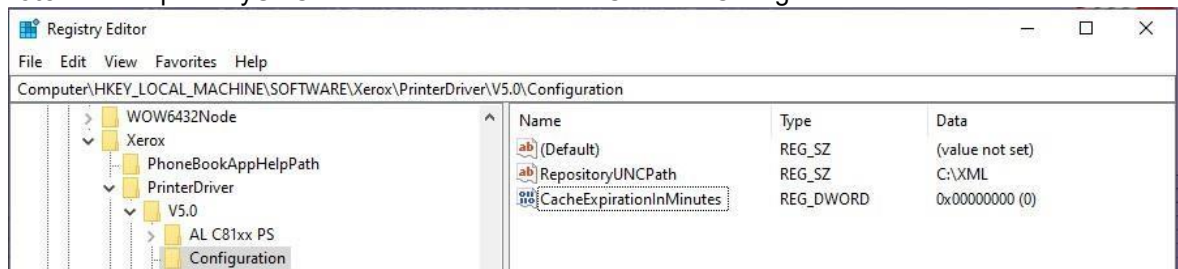 Registry Editor
File Edit View Favorites Help
Computer\HKEY_LOCAL_MACHINE\SOFTWARE\Xerox\PrinterDriver\V5.0\Configuration
WOW6432Node
Xerox
PhoneBookAppHelpPath
PrinterDriver
V5.0
AL C81xx PS
Configuration
Name Type Data
(Default) REG_SZ (value not set)
RepositoryUNCPath REG_SZ C:\XML
CacheExpirationInMinutes REG_DWORD 0x00000000 (0)